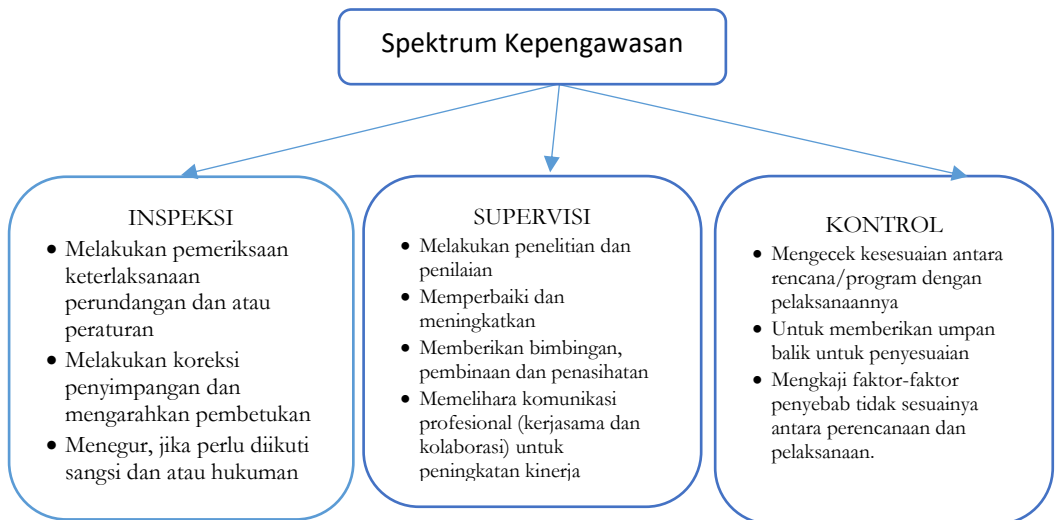 Spektrum Kepengawasan
INSPEKSI
• Melakukan pemeriksaan
keterlaksanaan
perundangan dan atau
peraturan
• Melakukan koreksi
penyimpangan dan
mengarahkan pembetukan
• Menegur, jika perlu diikuti
sangsi dan atau hukuman
SUPERVISI
• Melakukan penelitian dan
penilaian
• Memperbaiki dan
meningkatkan
• Memberikan bimbingan,
pembinaan dan penasihatan
• Memelihara komunikasi
profesional (kerjasama dan
kolaborasi) untuk
peningkatan kinerja
KONTROL
• Mengecek kesesuaian antara
rencana/program dengan
pelaksanaannya
• Untuk memberikan umpan
balik untuk penyesuaian
• Mengkaji faktor-faktor
penyebab tidak sesuainya
antara perencanaan dan
pelaksanaan.